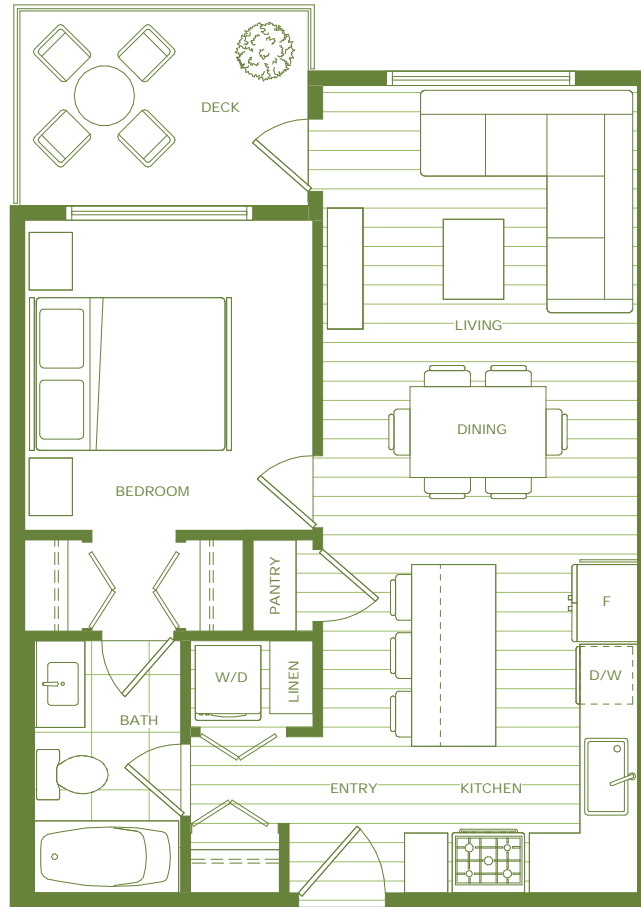 DECK
LIVING
DINING
BEDROOM
PANTRY
F
W/D
LINEN
D/W
BATH
ENTRY
KITCHEN